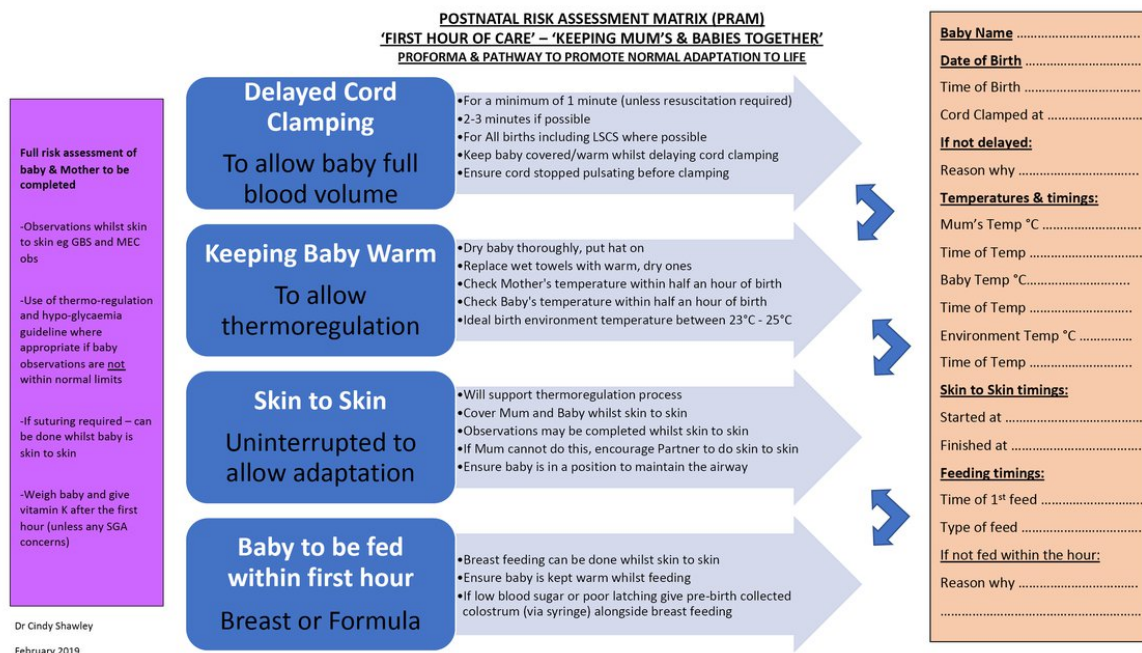 POSTNATAL RISK ASSESSMENT MATRIX (PRAM)
'FIRST HOUR OF CARE' – 'KEEPING MUM'S & BABIES TOGETHER'
PROFORMA & PATHWAY TO PROMOTE NORMAL ADAPTATION TO LIFE
Full risk assessment of
baby & Mother to be
completed
-Observations whilst skin
to skin eg GBS and MEC
obs
-Use of thermo-regulation
and hypo-glycaemia
guideline where
appropriate if baby
observations are not
within normal limits
-If suturing required – can
be done whilst baby is
skin to skin
-Weigh baby and give
vitamin K after the first
hour (unless any SGA
concerns)
Dr Cindy Shawley
February 2019
Delayed Cord
Clamping
To allow baby full
blood volume
•For a minimum of 1 minute (unless resuscitation required)
•2-3 minutes if possible
•For All births including LSCS where possible
•Keep baby covered/warm whilst delaying cord clamping
•Ensure cord stopped pulsating before clamping
Keeping Baby Warm
To allow
thermoregulation
•Dry baby thoroughly, put hat on
•Replace wet towels with warm, dry ones
•Check Mother's temperature within half an hour of birth
•Check Baby's temperature within half an hour of birth
•Ideal birth environment temperature between 23°C - 25°C
Skin to Skin
Uninterrupted to
allow adaptation
•Will support thermoregulation process
•Cover Mum and Baby whilst skin to skin
•Observations may be completed whilst skin to skin
•If Mum cannot do this, encourage Partner to do skin to skin
•Ensure baby is in a position to maintain the airway
Baby to be fed
within first hour
Breast or Formula
•Breast feeding can be done whilst skin to skin
•Ensure baby is kept warm whilst feeding
•If low blood sugar or poor latching give pre-birth collected
colostrum (via syringe) alongside breast feeding
Baby Name ................................
Date of Birth ..............................
Time of Birth ..............................
Cord Clamped at ........................
If not delayed:
Reason why ..............................
Temperatures & timings:
Mum's Temp °C ........................
Time of Temp ............................
Baby Temp °C..........................
Time of Temp ............................
Environment Temp °C ...............
Time of Temp ............................
Skin to Skin timings:
Started at ..................................
Finished at ................................
Feeding timings:
Time of 1st feed ........................
Type of feed ..............................
If not fed within the hour:
Reason why ..............................
..................................................